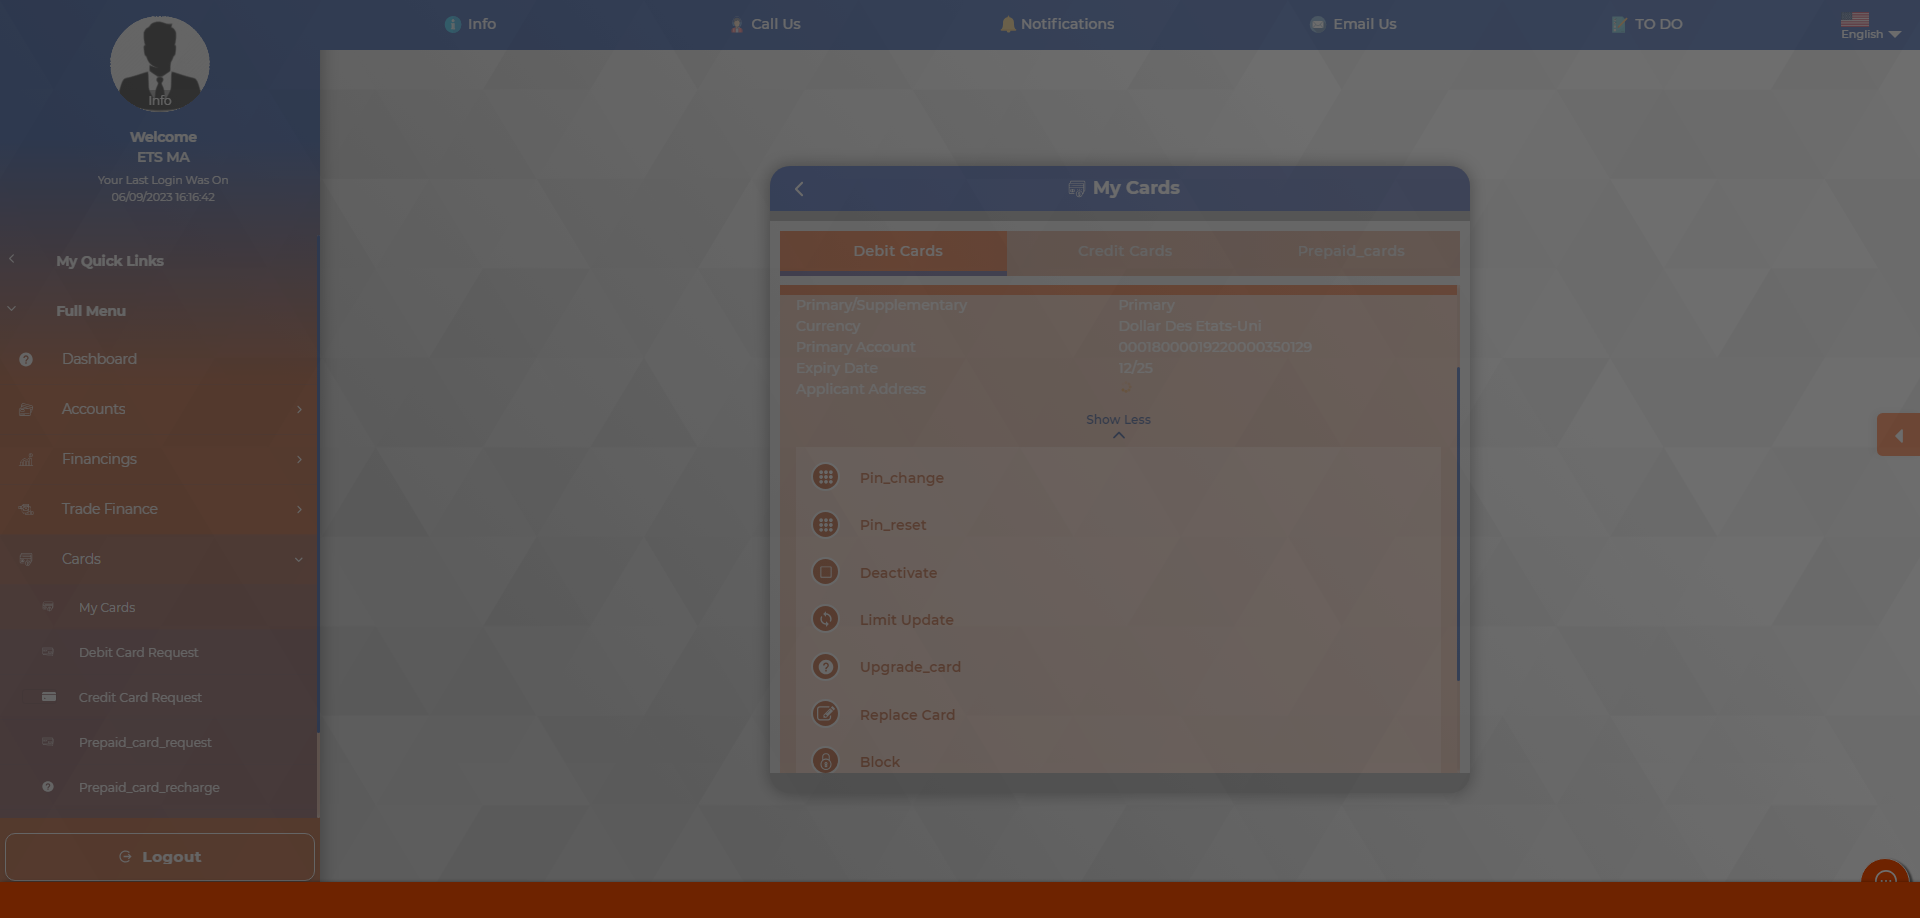 Info
Call Us
Notifications
Email Us
TO DO
English
Info
Welcome
ETS MA
Your Last Login Was On
06/09/2023 16:16:42
My Quick Links
Full Menu
Dashboard
Accounts
Financings
Trade Finance
Cards
My Cards
Debit Card Request
Credit Card Request
Prepaid_card_request
Prepaid_card_recharge
Logout
My Cards
Debit Cards
Credit Cards
Prepaid_cards
Primary/Supplementary Primary
Currency Dollar Des Etats-Uni
Primary Account 00018000019220000350129
Expiry Date 12/25
Applicant Address
Show Less
Pin_change
Pin_reset
Deactivate
Limit Update
Upgrade_card
Replace Card
Block